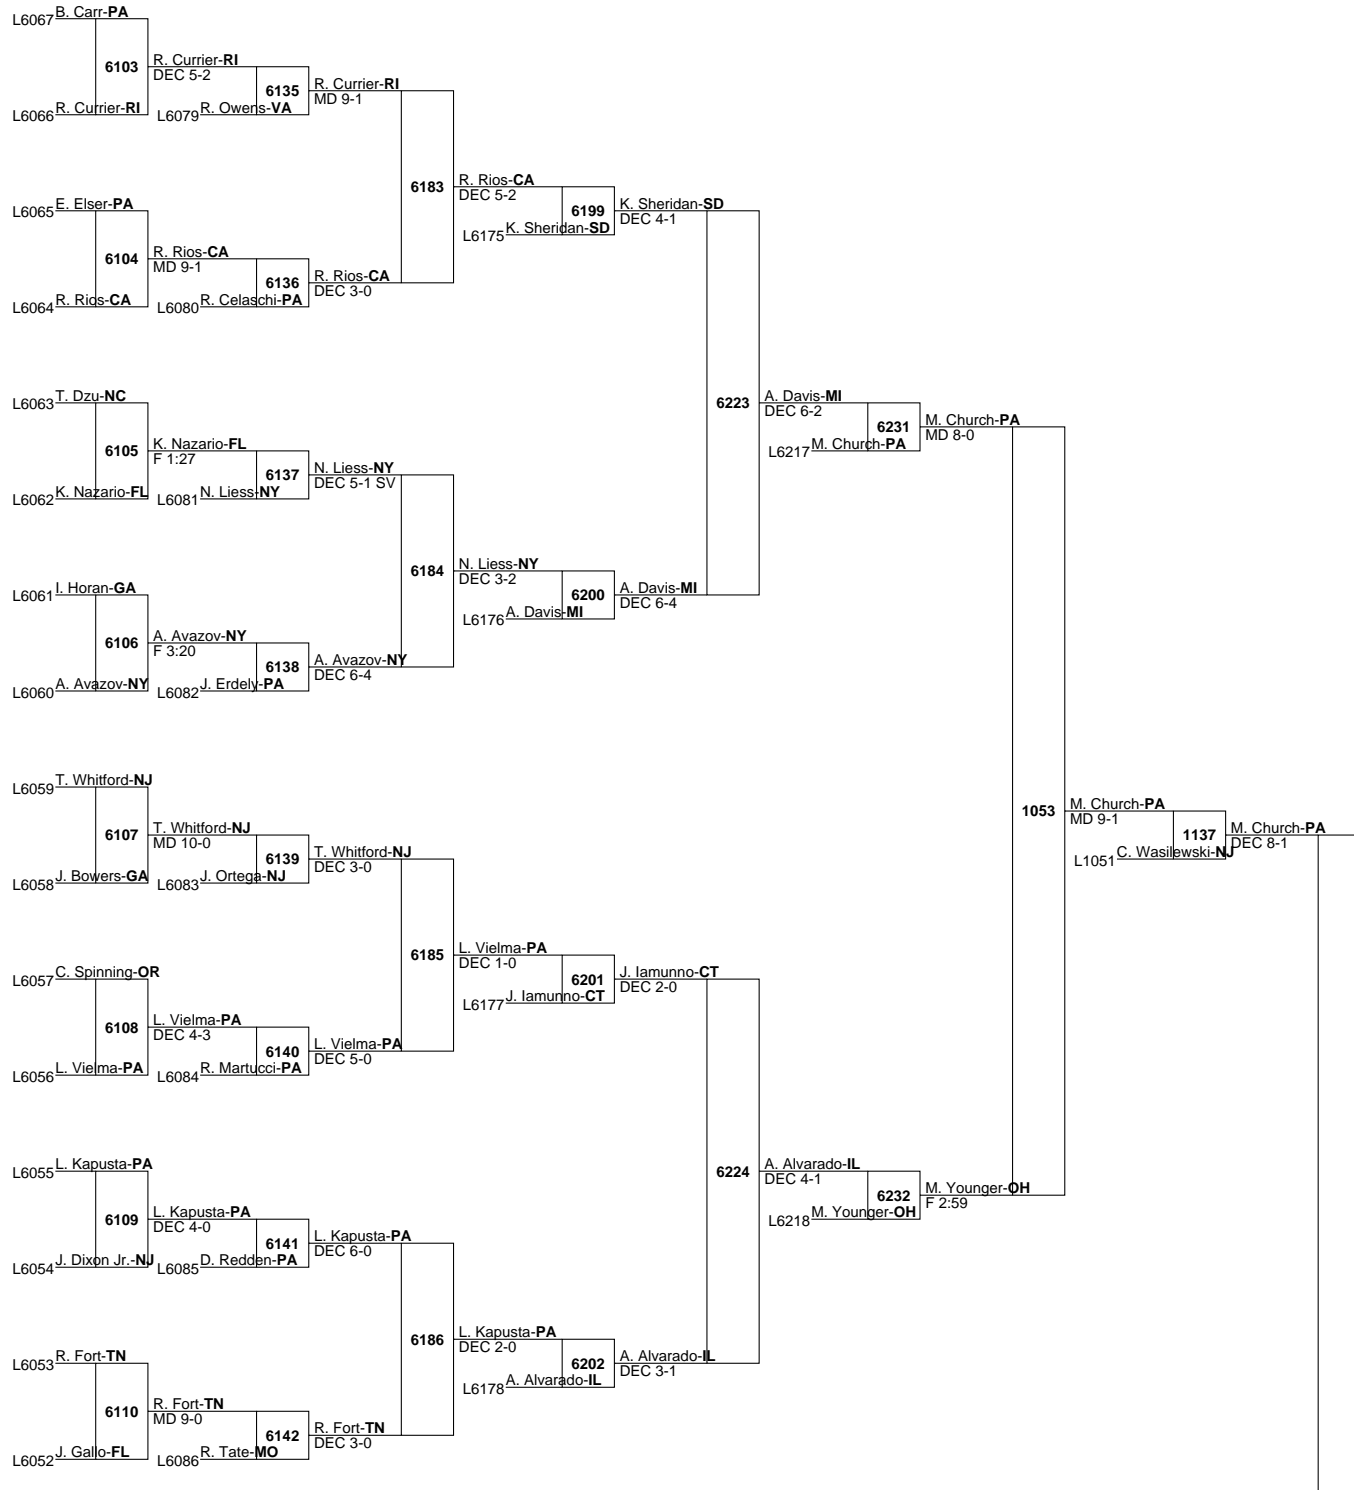 B. Carr-PA
L6067
6103
R. Currier-RI
DEC 5-2
R. Currier-RI
L6066
6135
R. Owens-VA
L6079
R. Currier-RI
MD 9-1
6183
E. Elser-PA
L6065
6104
R. Rios-CA
MD 9-1
R. Rios-CA
L6064
6136
R. Celaschi-PA
L6080
R. Rios-CA
DEC 3-0
R. Rios-CA
DEC 5-2
6199
K. Sheridan-SD
L6175
K. Sheridan-SD
DEC 4-1
6223
T. Dzu-NC
L6063
6105
K. Nazario-FL
F 1:27
K. Nazario-FL
L6062
6137
N. Liess-NY
L6081
N. Liess-NY
DEC 5-1 SV
6184
I. Horan-GA
L6061
6106
A. Avazov-NY
F 3:20
A. Avazov-NY
L6060
6138
J. Erdely-PA
L6082
A. Avazov-NY
DEC 6-4
N. Liess-NY
DEC 3-2
6200
A. Davis-MI
L6176
A. Davis-MI
DEC 6-4
A. Davis-MI
DEC 6-2
6231
M. Church-PA
L6217
M. Church-PA
MD 8-0
1053
T. Whitford-NJ
L6059
6107
T. Whitford-NJ
MD 10-0
J. Bowers-GA
L6058
6139
J. Ortega-NJ
L6083
T. Whitford-NJ
DEC 3-0
6185
C. Spinning-OR
L6057
6108
L. Vielma-PA
DEC 4-3
L. Vielma-PA
L6056
6140
R. Martucci-PA
L6084
L. Vielma-PA
DEC 5-0
L. Vielma-PA
DEC 1-0
6201
J. Iamunno-CT
L6177
J. Iamunno-CT
DEC 2-0
6224
L. Kapusta-PA
L6055
6109
L. Kapusta-PA
DEC 4-0
J. Dixon Jr.-NJ
L6054
6141
D. Redden-PA
L6085
L. Kapusta-PA
DEC 6-0
6186
R. Fort-TN
L6053
6110
R. Fort-TN
MD 9-0
J. Gallo-FL
L6052
6142
R. Tate-MO
L6086
R. Fort-TN
DEC 3-0
L. Kapusta-PA
DEC 2-0
6202
A. Alvarado-IL
L6178
A. Alvarado-IL
DEC 3-1
A. Alvarado-IL
DEC 4-1
6232
M. Younger-OH
L6218
M. Younger-OH
F 2:59
M. Church-PA
MD 9-1
1137
C. Wasilewski-NJ
L1051
M. Church-PA
DEC 8-1